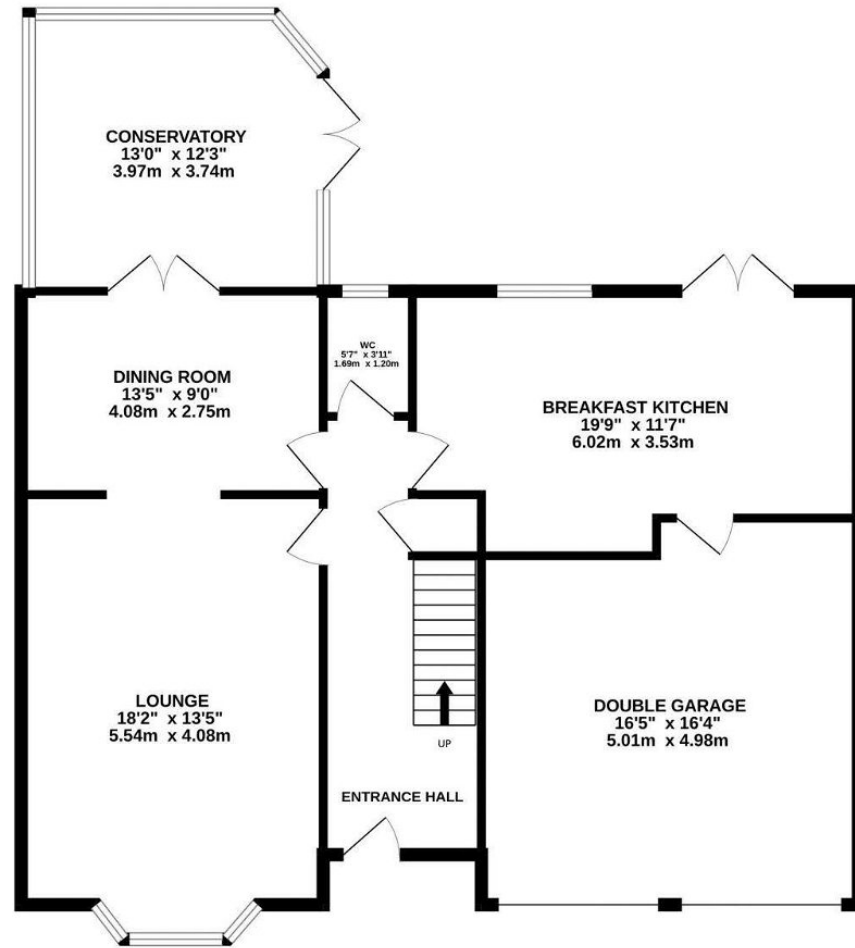 CONSERVATORY
13'0" x 12'3"
3.97m x 3.74m
WC
5'7" x 3'11"
1.69m x 1.20m
DINING ROOM
13'5" x 9'0"
4.08m x 2.75m
BREAKFAST KITCHEN
19'9" x 11'7"
6.02m x 3.53m
LOUNGE
18'2" x 13'5"
5.54m x 4.08m
DOUBLE GARAGE
16'5" x 16'4"
5.01m x 4.98m
UP
ENTRANCE HALL